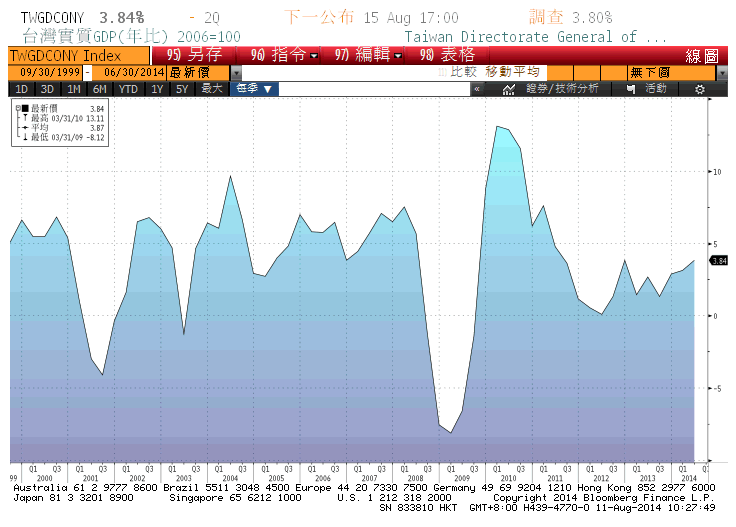 TWGDCONY 3.84% - 2Q 下一公布 15 Aug 17:00 調查 3.80%
台灣實質GDP(年比) 2006=100 Taiwan Directorate General of ...
TWGDCONY Index 95) 另存 96) 指令 97) 編輯 98) 表格 線圖
09/30/1999 - 06/30/2014 最新價 比較 移動平均 無下價
1D 3D 1M 6M YTD 1Y 5Y 最大 每季 ▼ « 證券/技術分析 活動
最新價 3.84
最高 03/31/10 13.11
平均 3.87
最低 03/31/09 -8.12
10
5
3.84
0
-5
Q1 Q3 Q1 Q3 Q1 Q3 Q1 Q3 Q1 Q3 Q1 Q3 Q1 Q3 Q1 Q3 Q1 Q3 Q1 Q3 Q1 Q3 Q1 Q3 Q1 Q3 Q1 Q3 Q1 Q3
99 2000 2001 2002 2003 2004 2005 2006 2007 2008 2009 2010 2011 2012 2013 2014
Australia 61 2 9777 8600 Brazil 5511 3048 4500 Europe 44 20 7330 7500 Germany 49 69 9204 1210 Hong Kong 852 2977 6000
Japan 81 3 3201 8900 Singapore 65 6212 1000 U.S. 1 212 318 2000 Copyright 2014 Bloomberg Finance L.P.
SN 833810 HKT GMT+8:00 H439-4770-0 11-Aug-2014 10:27:49